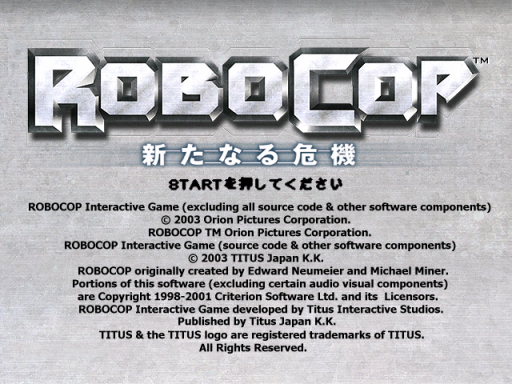 ROBOCOP™
新たなる危機
STARTを押してください
ROBOCOP Interactive Game (excluding all source code & other software components)
© 2003 Orion Pictures Corporation.
ROBOCOP TM Orion Pictures Corporation.
ROBOCOP Interactive Game (source code & other software components)
© 2003 TITUS Japan K.K.
ROBOCOP originally created by Edward Neumeier and Michael Miner.
Portions of this software (excluding certain audio visual components)
are Copyright 1998-2001 Criterion Software Ltd. and its Licensors.
ROBOCOP Interactive Game developed by Titus Interactive Studios.
Published by Titus Japan K.K.
TITUS & the TITUS logo are registered trademarks of TITUS.
All Rights Reserved.